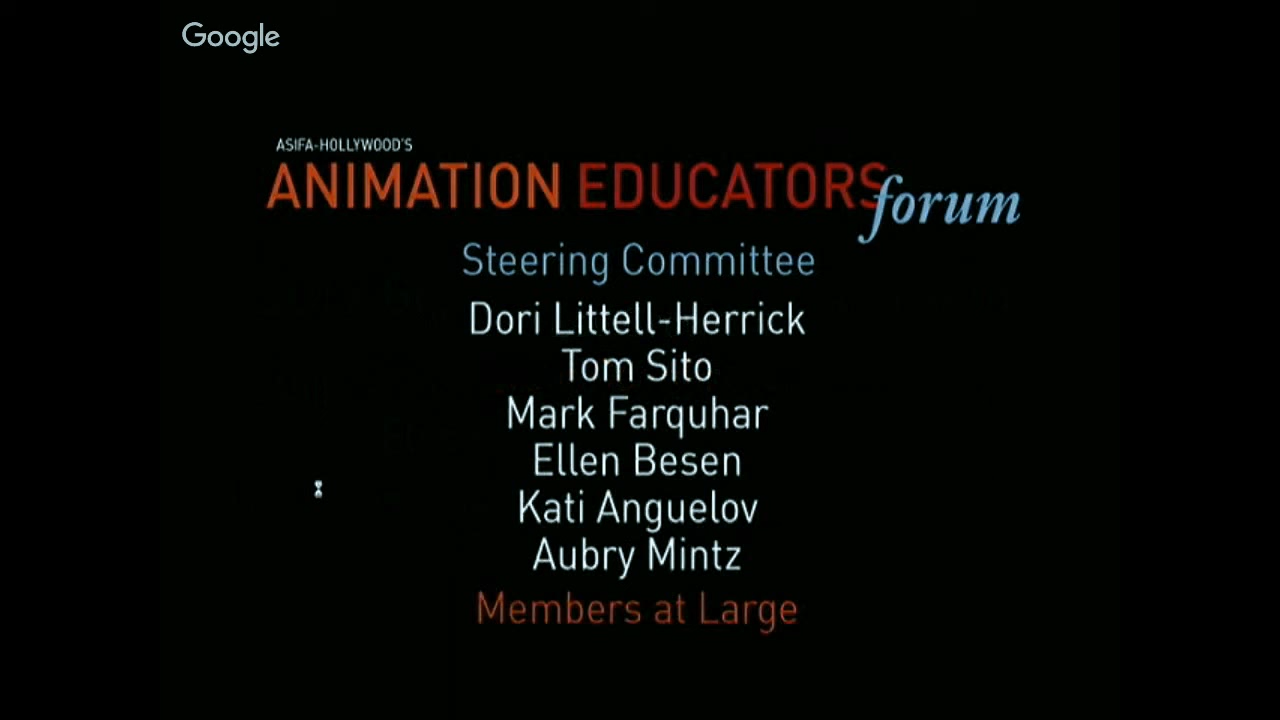 Google
ASIFA-HOLLYWOOD'S
ANIMATION EDUCATORS forum
Steering Committee
Dori Littell-Herrick
Tom Sito
Mark Farquhar
Ellen Besen
Kati Anguelov
Aubry Mintz
Members at Large